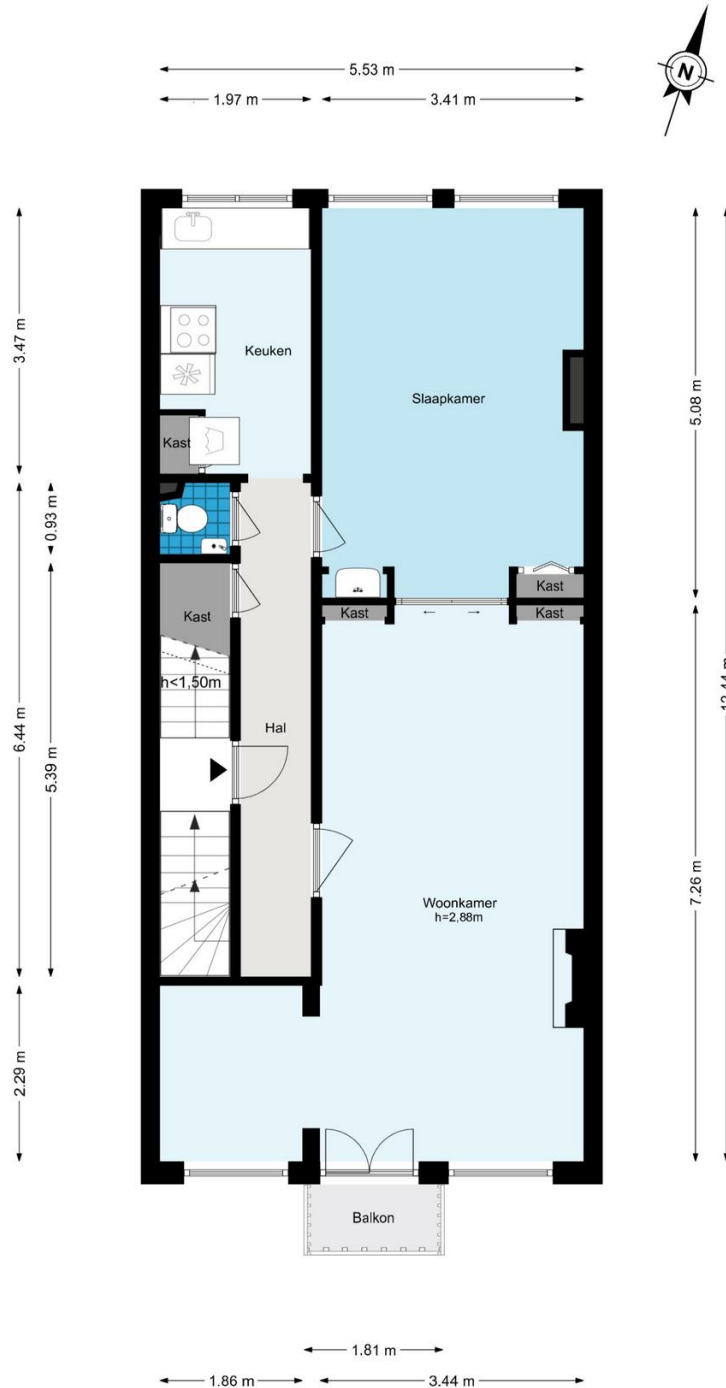 N
5.53 m
1.97 m
3.41 m
3.47 m
Keuken
Slaapkamer
5.08 m
Kast
0.93 m
Kast
Kast
Kast
Kast
h<1,50m
6.44 m
5.39 m
Hal
7.26 m
Woonkamer
h=2,88m
2.29 m
Balkon
1.81 m
1.86 m
3.44 m